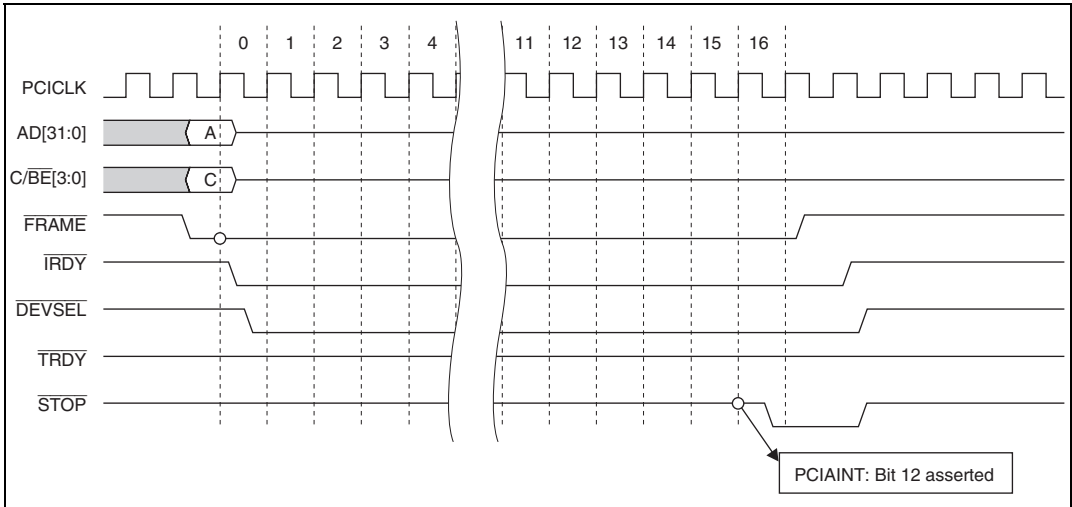 0 1 2 3 4 11 12 13 14 15 16
PCICLK
AD[31:0] A
C/BE[3:0] C
FRAME
IRDY
DEVSEL
TRDY
STOP
PCIAINT: Bit 12 asserted